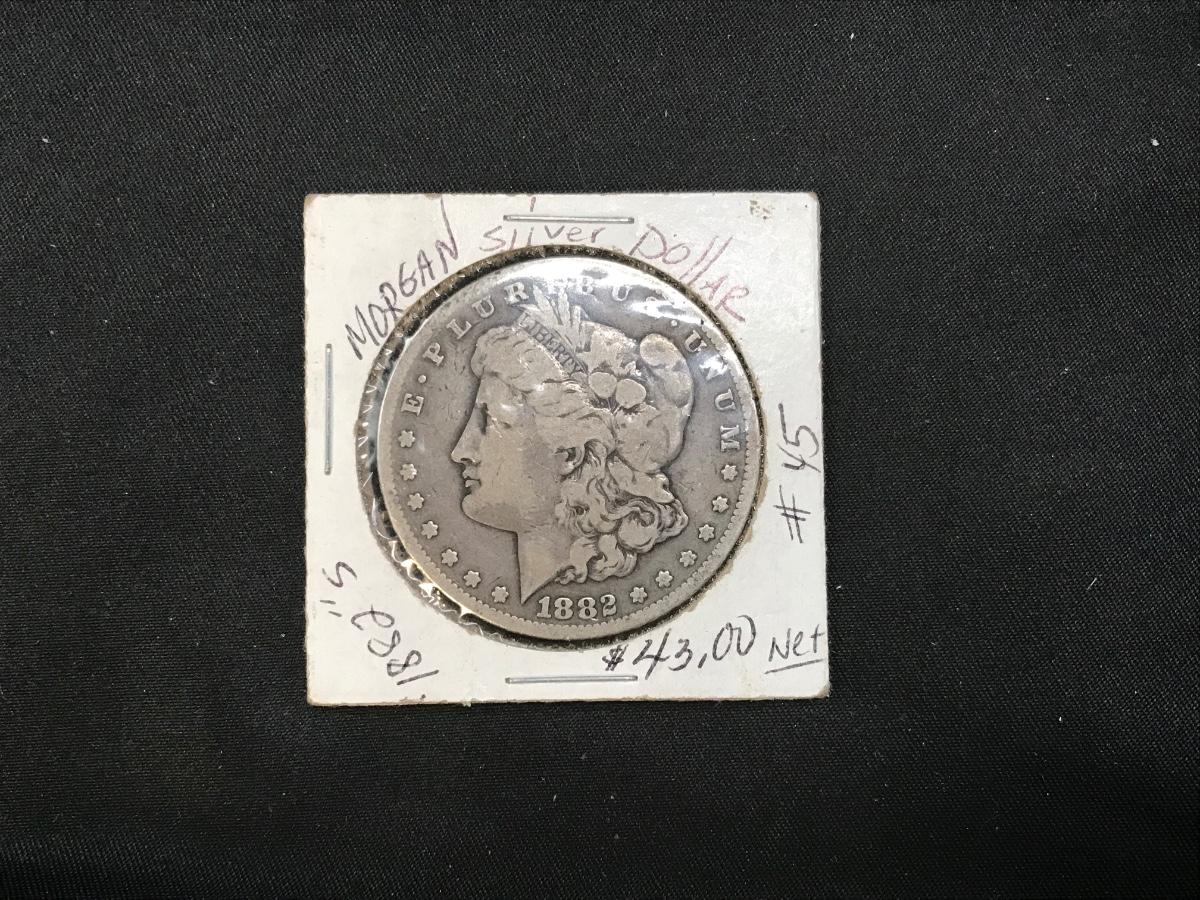 MORGAN Silver Dollar
E · PLURIBUS · UNUM
LIBERTY
1882
# 45
$43.00 Net
1882 S